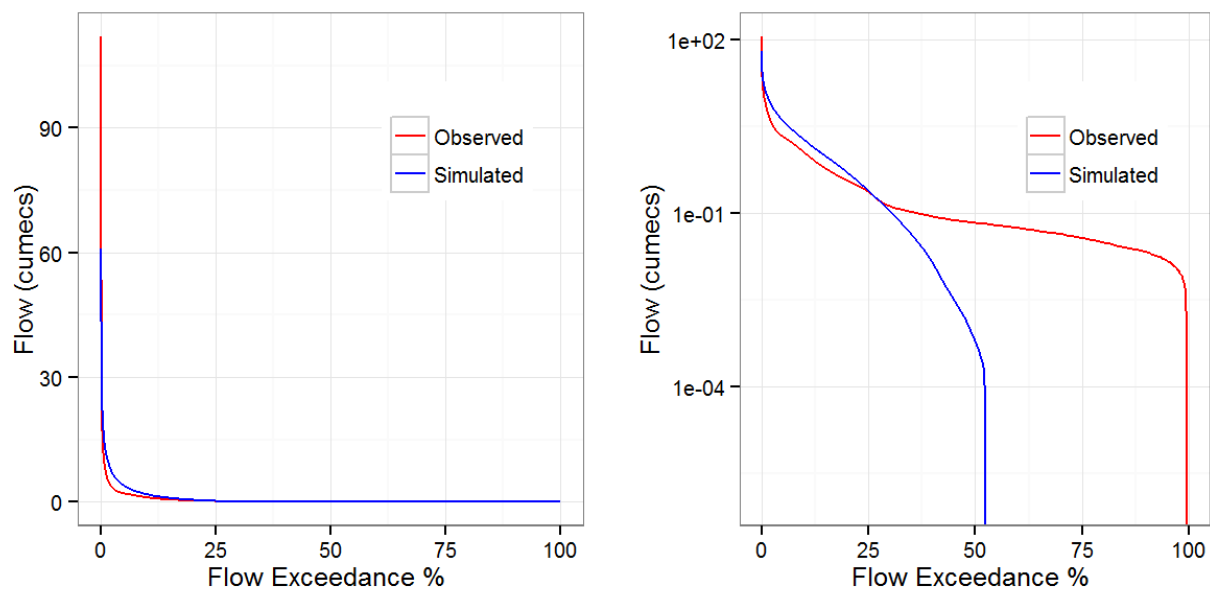 90
60
30
0
Flow (cumecs)
Observed
Simulated
0
25
50
75
100
Flow Exceedance %
1e+02
1e-01
1e-04
Flow (cumecs)
Observed
Simulated
0
25
50
75
100
Flow Exceedance %